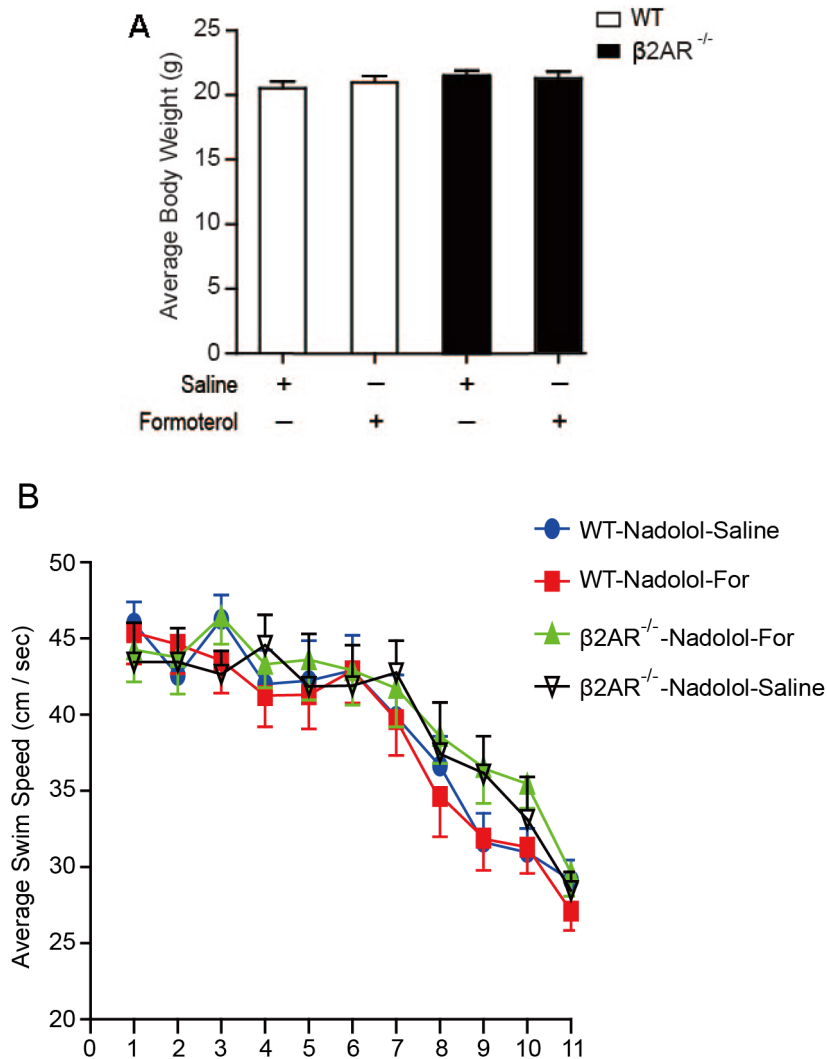 A
Average Body Weight (g)
25
20
15
10
5
0
WT
β2AR -/-
Saline + – + –
Formoterol – + – +
B
Average Swim Speed (cm / sec)
50
45
40
35
30
25
20
0 1 2 3 4 5 6 7 8 9 10 11
WT-Nadolol-Saline
WT-Nadolol-For
β2AR-/--Nadolol-For
β2AR-/--Nadolol-Saline